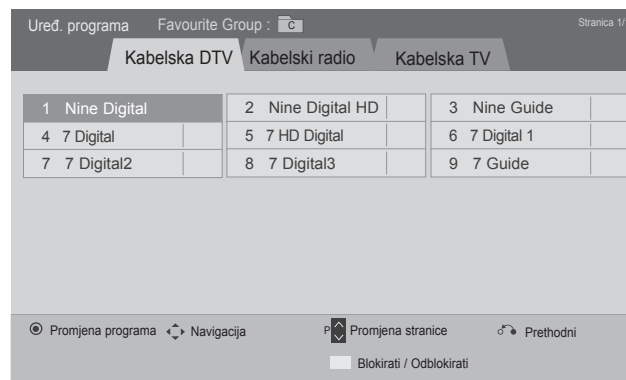 Uređ. programa Favourite Group : C Stranica 1/
Kabelska DTV Kabelski radio Kabelska TV
1 Nine Digital 2 Nine Digital HD 3 Nine Guide
4 7 Digital 5 7 HD Digital 6 7 Digital 1
7 7 Digital2 8 7 Digital3 9 7 Guide
Promjena programa Navigacija P Promjena stranice Prethodni
Blokirati / Odblokirati